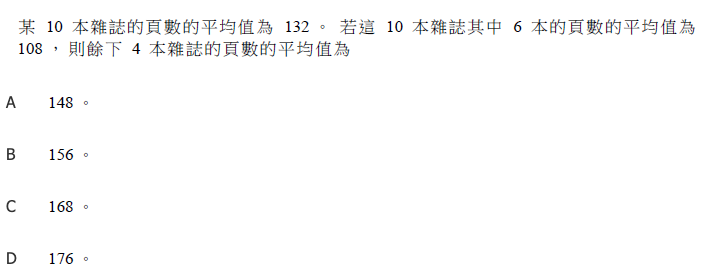 某 10 本雜誌的頁數的平均值為 132 。 若這 10 本雜誌其中 6 本的頁數的平均值為
108 ， 則餘下 4 本雜誌的頁數的平均值為
A 148 。
B 156 。
C 168 。
D 176 。